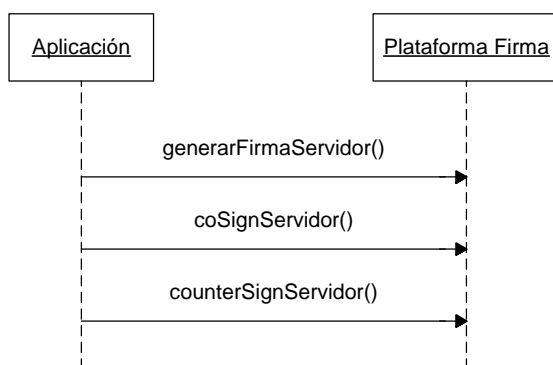 Aplicación
Plataforma Firma
generarFirmaServidor()
coSignServidor()
counterSignServidor()